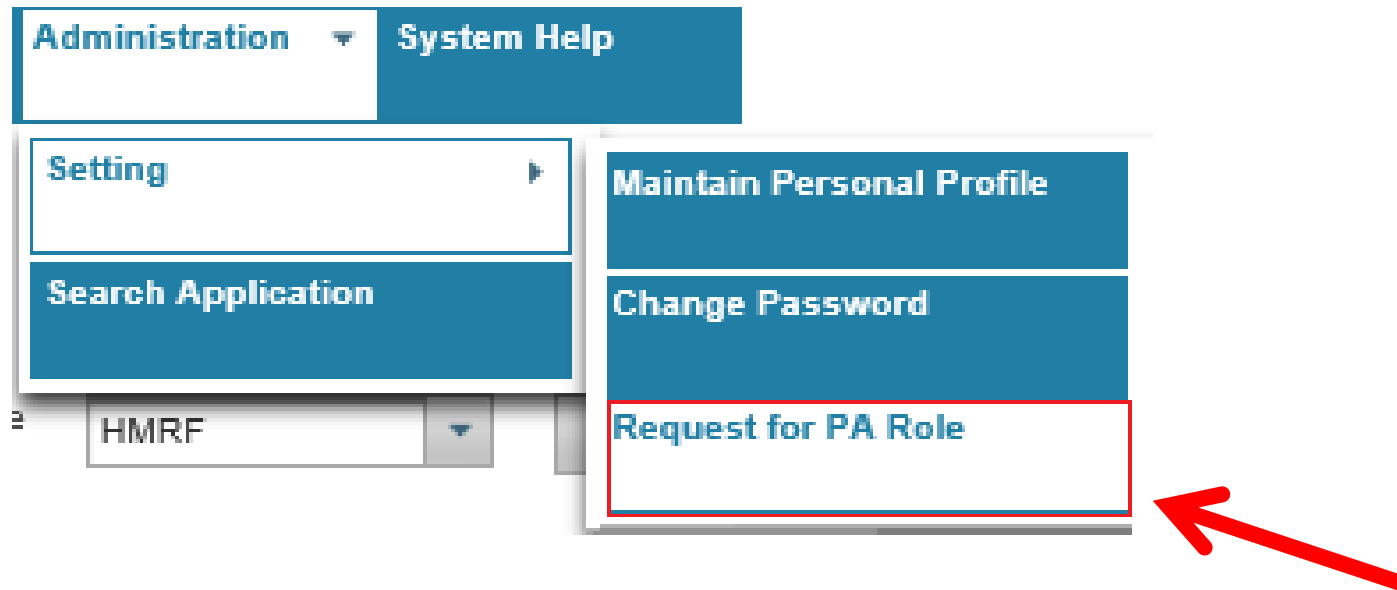 Administration
System Help
Setting
Search Application
Maintain Personal Profile
Change Password
Request for PA Role
HMRF